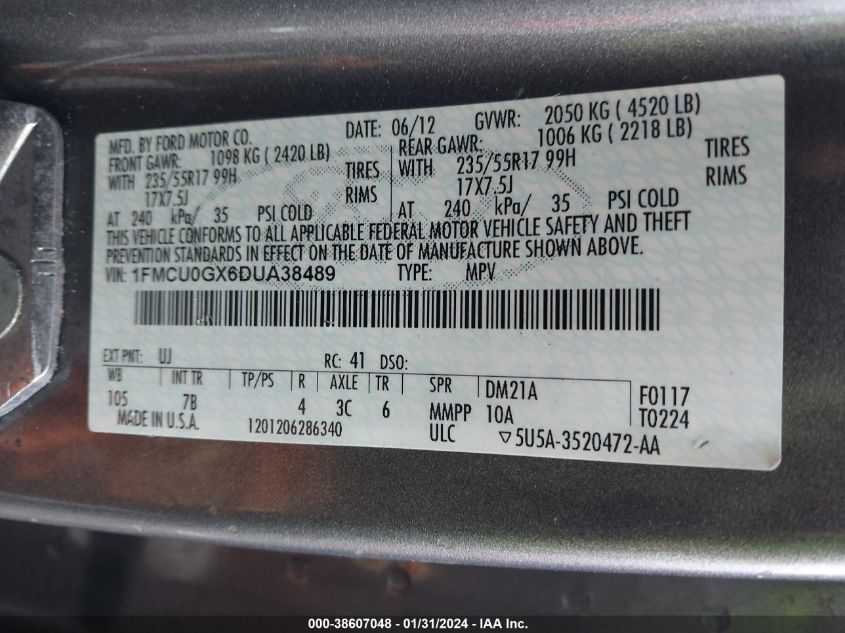 MFD. BY FORD MOTOR CO. DATE: 06/12 GVWR: 2050 KG ( 4520 LB)
FRONT GAWR: 1098 KG ( 2420 LB) REAR GAWR: 1006 KG ( 2218 LB)
WITH 235/55R17 99H TIRES WITH 235/55R17 99H TIRES
17X7.5J RIMS 17X7.5J RIMS
AT 240 kPa/ 35 PSI COLD AT 240 kPa/ 35 PSI COLD
THIS VEHICLE CONFORMS TO ALL APPLICABLE FEDERAL MOTOR VEHICLE SAFETY AND THEFT
PREVENTION STANDARDS IN EFFECT ON THE DATE OF MANUFACTURE SHOWN ABOVE.
VIN: 1FMCU0GX6DUA38489 TYPE: MPV
EXT PNT: UJ RC: 41 DSO:
WB INT TR TP/PS R AXLE TR SPR DM21A F0117
105 7B 4 3C 6 MMPP 10A T0224
MADE IN U.S.A. 1201206286340 ULC ▽5U5A-3520472-AA
000-38607048 - 01/31/2024 - IAA Inc.